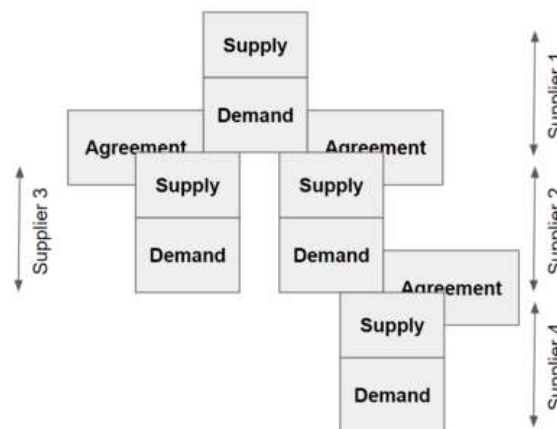 Supply
Supplier 1
Demand
Agreement
Agreement
Supply
Supply
Supplier 3
Supplier 2
Demand
Demand
Agreement
Supply
Supplier 4
Demand